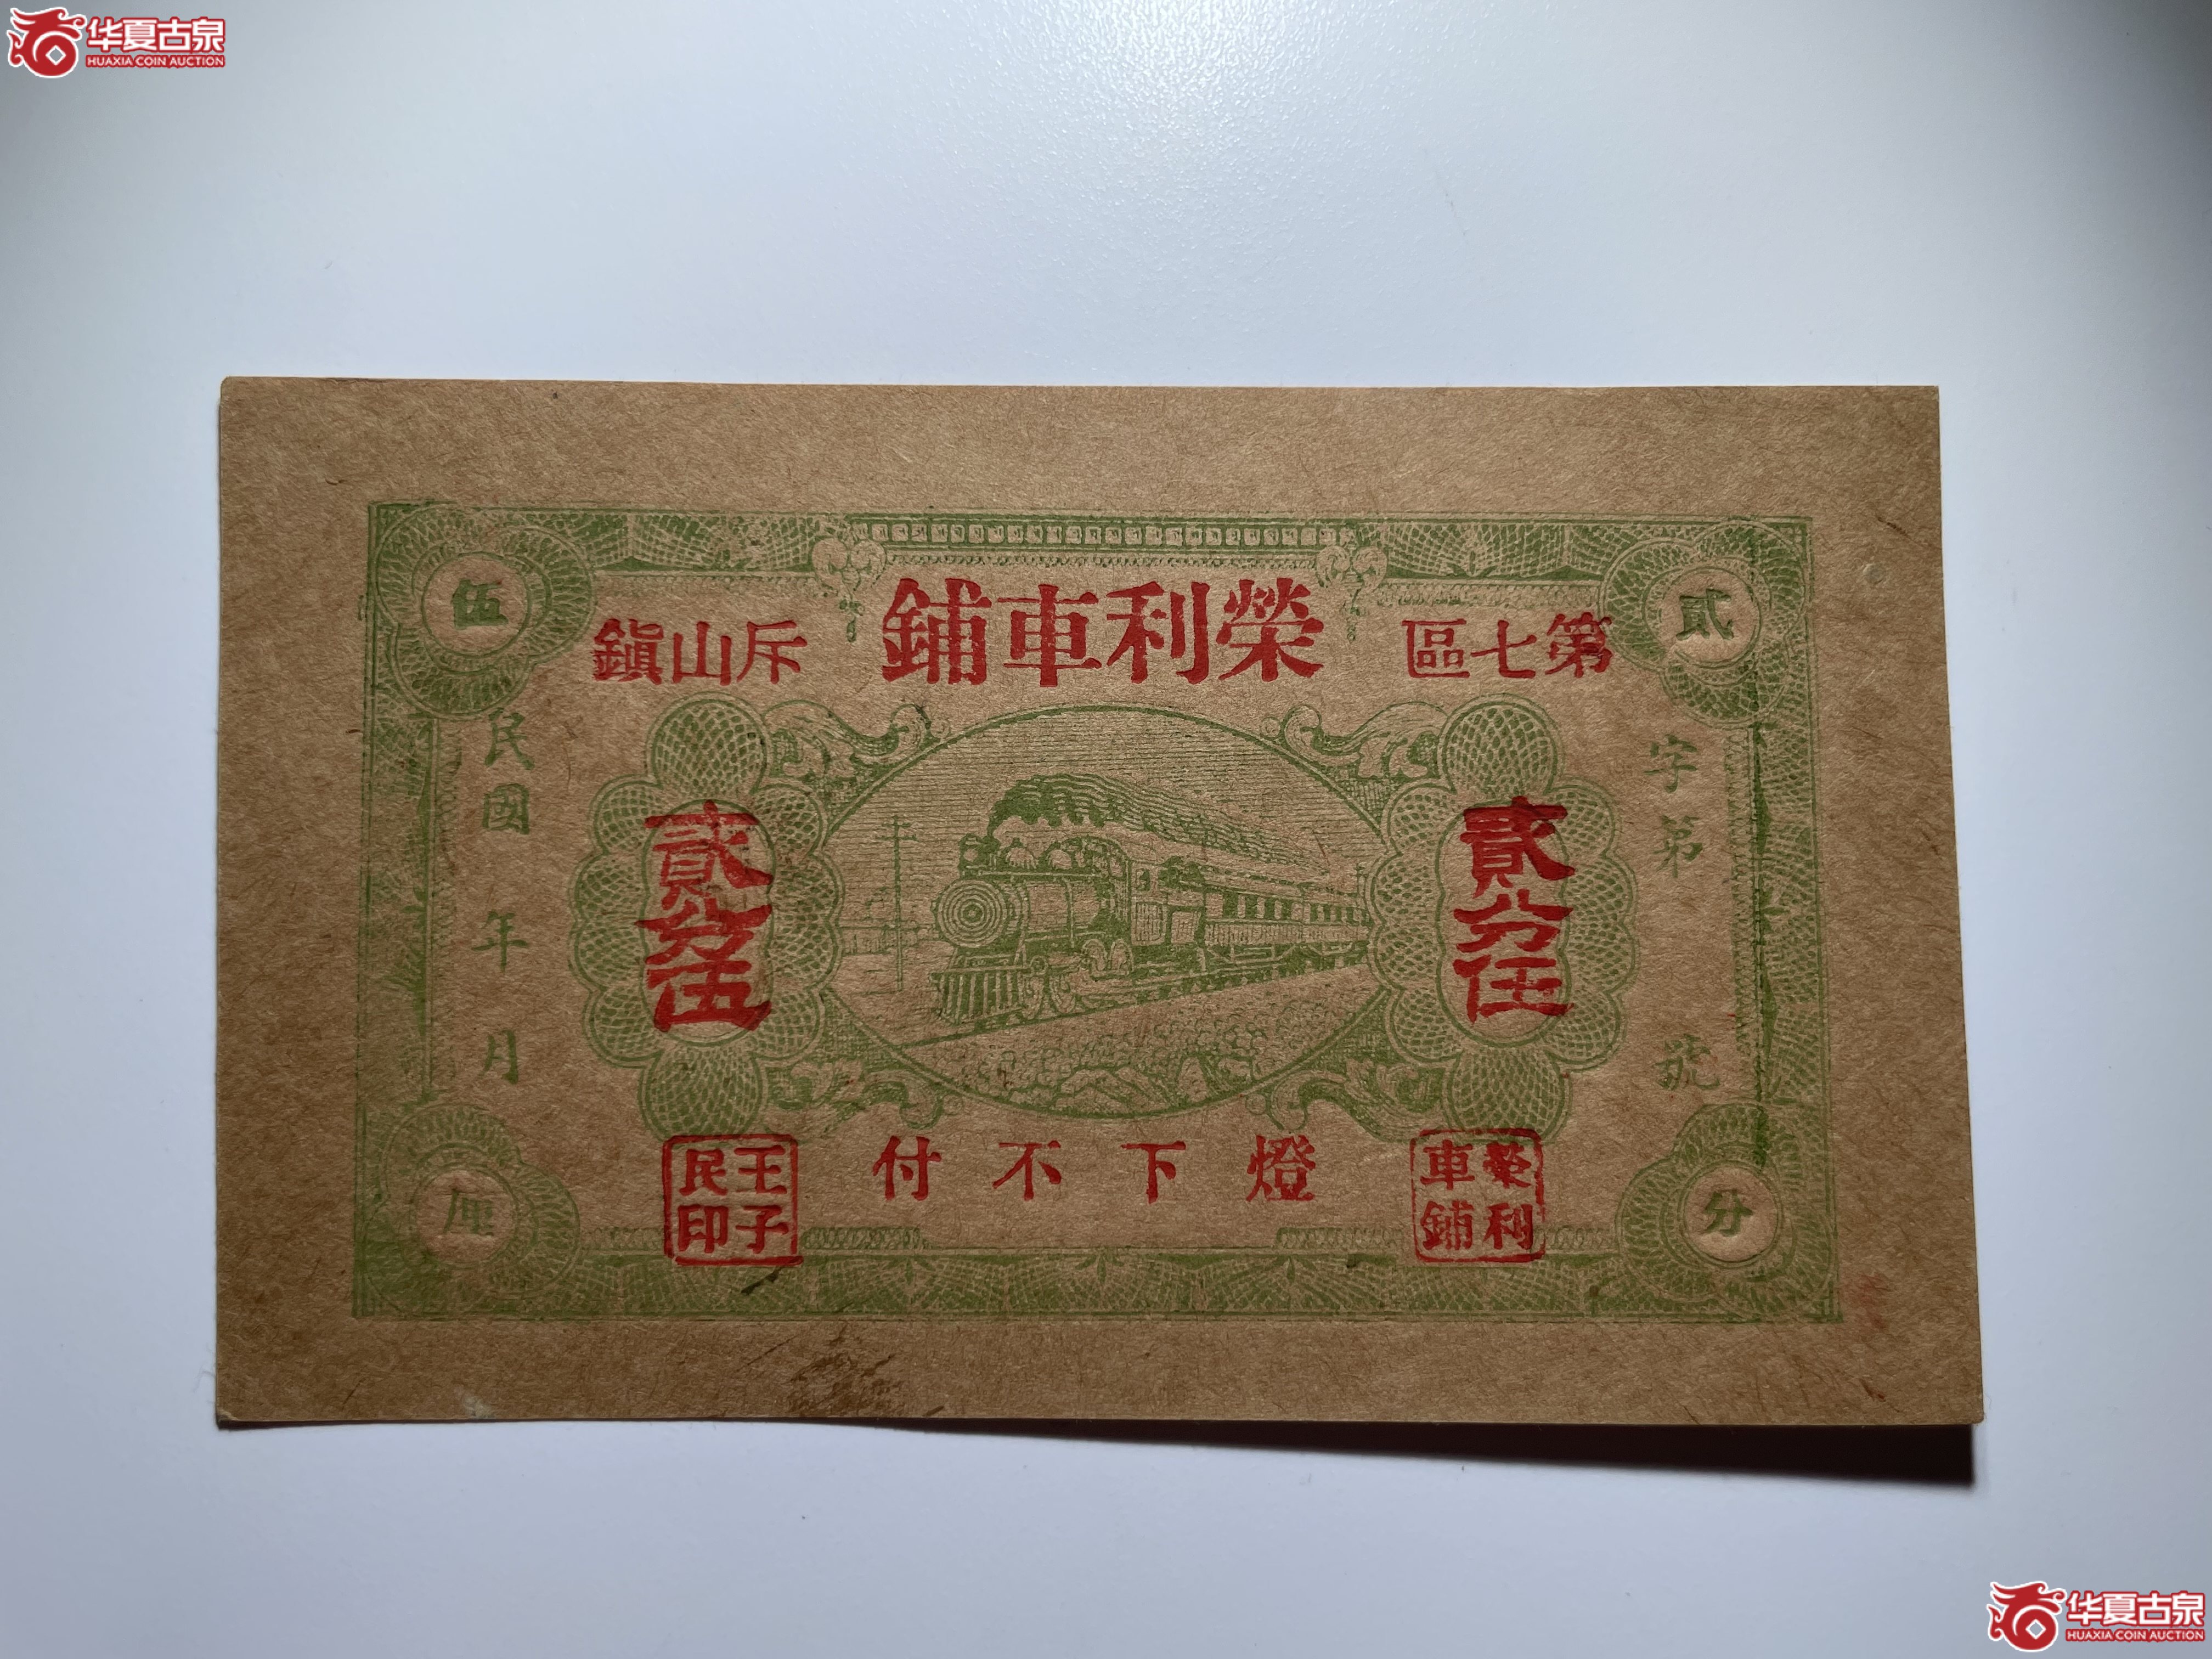 华夏古泉
HUAXIA COIN AUCTION
貳
伍
第七區
榮利車鋪
斥山鎮
字第 號
貳分伍
貳分伍
民國 年 月
燈下不付
榮利車鋪
王子民印
分
厘
华夏古泉
HUAXIA COIN AUCTION